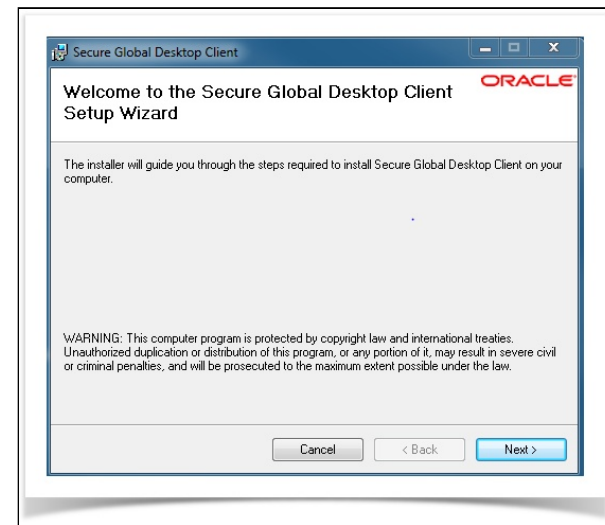 Secure Global Desktop Client
Welcome to the Secure Global Desktop Client
Setup Wizard
ORACLE
The installer will guide you through the steps required to install Secure Global Desktop Client on your
computer.
WARNING: This computer program is protected by copyright law and international treaties.
Unauthorized duplication or distribution of this program, or any portion of it, may result in severe civil
or criminal penalties, and will be prosecuted to the maximum extent possible under the law.
Cancel
< Back
Next >